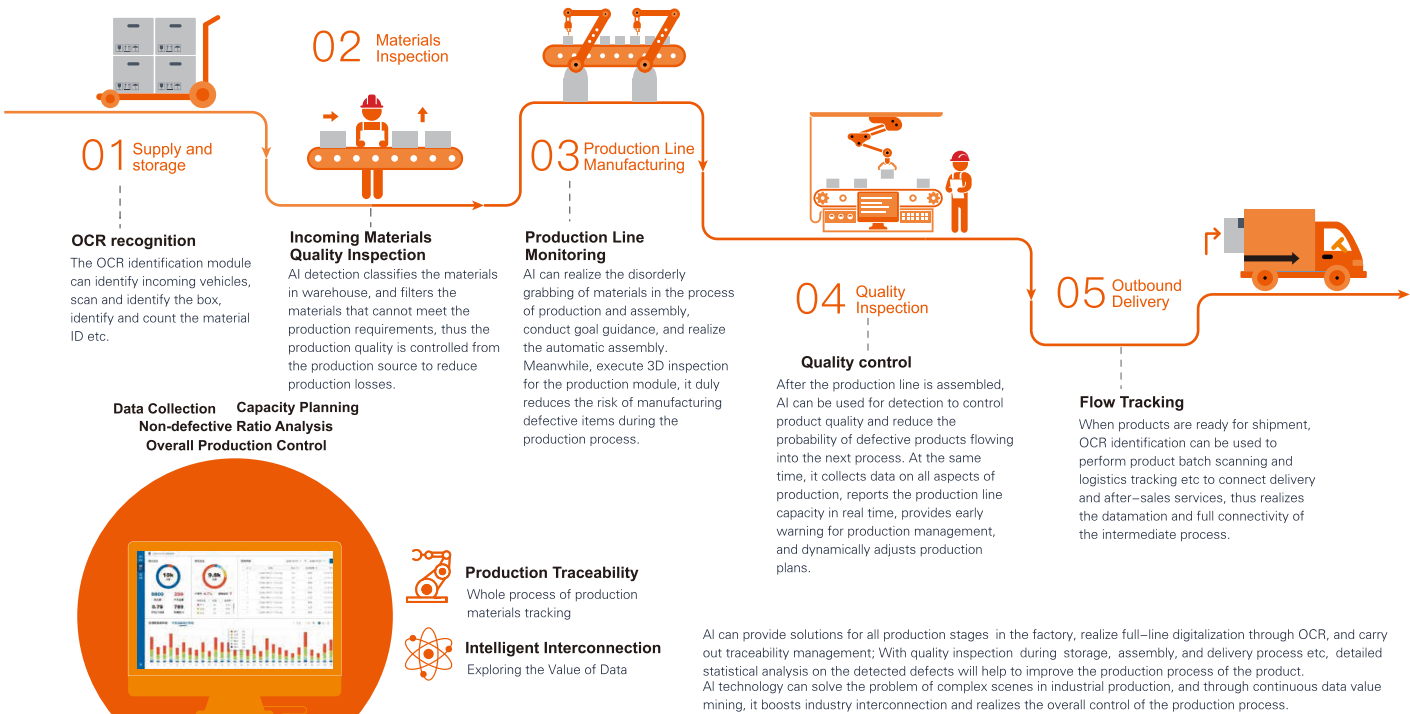 01 Supply and
storage
OCR recognition
The OCR identification module
can identify incoming vehicles,
scan and identify the box,
identify and count the material
ID etc.
02 Materials
Inspection
Incoming Materials
Quality Inspection
AI detection classifies the materials
in warehouse, and filters the
materials that cannot meet the
production requirements, thus the
production quality is controlled from
the production source to reduce
production losses.
03 Production Line
Manufacturing
Production Line
Monitoring
AI can realize the disorderly
grabbing of materials in the process
of production and assembly,
conduct goal guidance, and realize
the automatic assembly.
Meanwhile, execute 3D inspection
for the production module, it duly
reduces the risk of manufacturing
defective items during the
production process.
04 Quality
Inspection
Quality control
After the production line is assembled,
AI can be used for detection to control
product quality and reduce the
probability of defective products flowing
into the next process. At the same
time, it collects data on all aspects of
production, reports the production line
capacity in real time, provides early
warning for production management,
and dynamically adjusts production
plans.
05 Outbound
Delivery
Flow Tracking
When products are ready for shipment,
OCR identification can be used to
perform product batch scanning and
logistics tracking etc to connect delivery
and after–sales services, thus realizes
the datamation and full connectivity of
the intermediate process.
Data Collection Capacity Planning
Non-defective Ratio Analysis
Overall Production Control
10k
9.8k
Production Traceability
Whole process of production
materials tracking
Intelligent Interconnection
Exploring the Value of Data
AI can provide solutions for all production stages in the factory, realize full–line digitalization through OCR, and carry
out traceability management; With quality inspection during storage, assembly, and delivery process etc, detailed
statistical analysis on the detected defects will help to improve the production process of the product.
AI technology can solve the problem of complex scenes in industrial production, and through continuous data value
mining, it boosts industry interconnection and realizes the overall control of the production process.